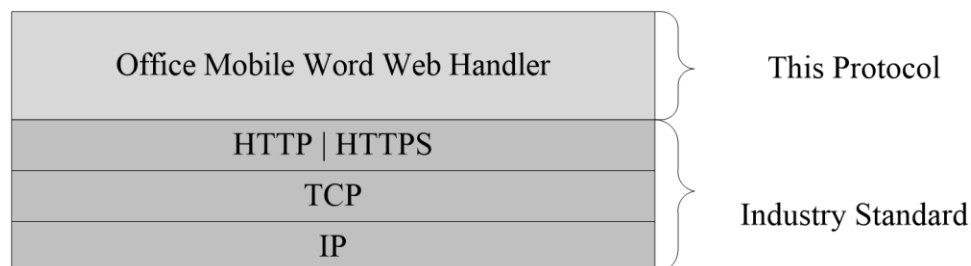 Office Mobile Word Web Handler
This Protocol
HTTP | HTTPS
TCP
Industry Standard
IP